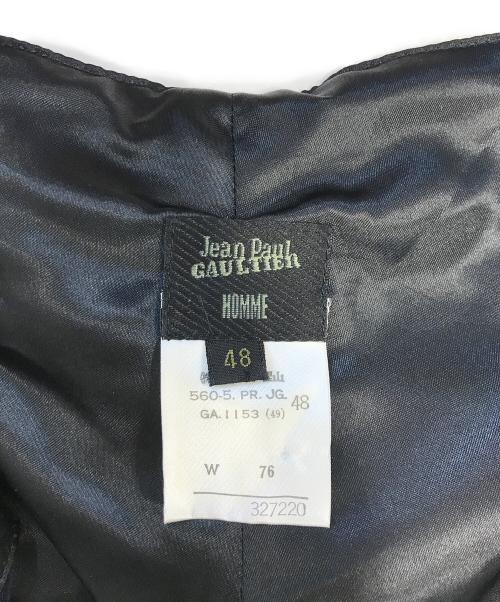 Jean Paul
GAULTIER
HOMME
48
560-5. PR. JG. 48
GA. 1153 (49)
W 76
327220